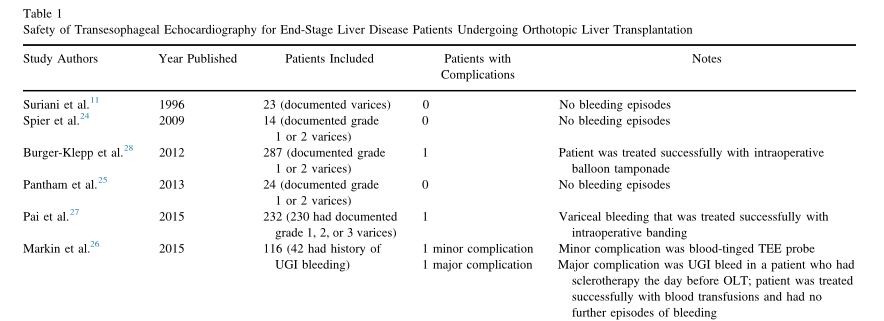 Table 1
Safety of Transesophageal Echocardiography for End-Stage Liver Disease Patients Undergoing Orthotopic Liver Transplantation
Study Authors Year Published Patients Included Patients with Complications Notes
Suriani et al.11 1996 23 (documented varices) 0 No bleeding episodes
Spier et al.24 2009 14 (documented grade 1 or 2 varices) 0 No bleeding episodes
Burger-Klepp et al.28 2012 287 (documented grade 1 or 2 varices) 1 Patient was treated successfully with intraoperative balloon tamponade
Pantham et al.25 2013 24 (documented grade 1 or 2 varices) 0 No bleeding episodes
Pai et al.27 2015 232 (230 had documented grade 1, 2, or 3 varices) 1 Variceal bleeding that was treated successfully with intraoperative banding
Markin et al.26 2015 116 (42 had history of UGI bleeding) 1 minor complication Minor complication was blood-tinged TEE probe
1 major complication Major complication was UGI bleed in a patient who had sclerotherapy the day before OLT; patient was treated successfully with blood transfusions and had no further episodes of bleeding